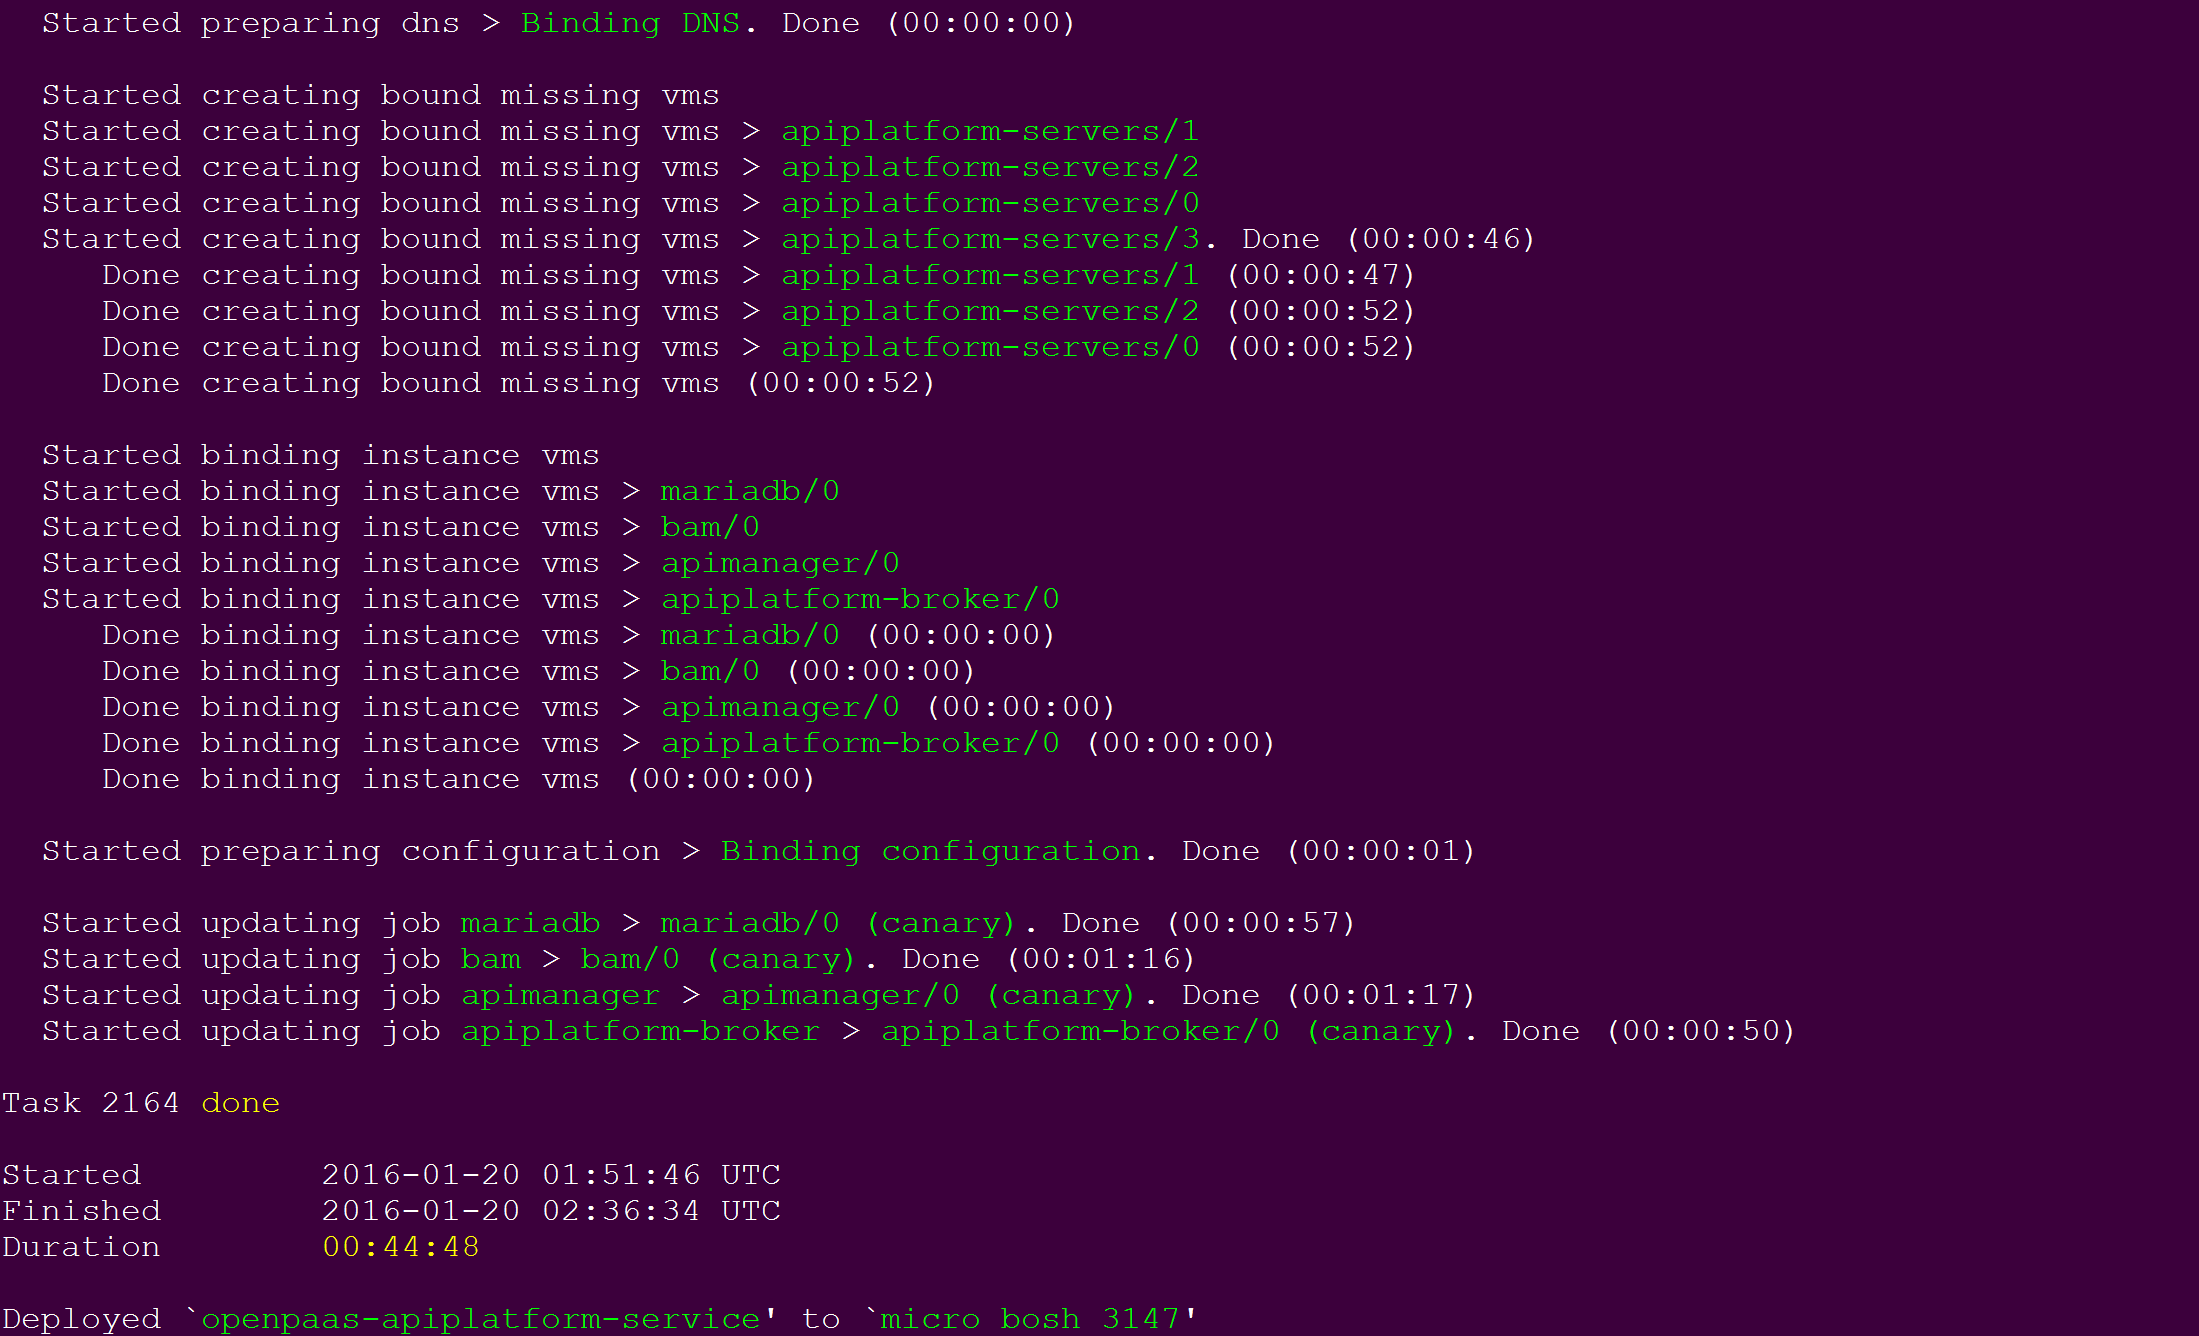 Started preparing dns > Binding DNS. Done (00:00:00)
Started creating bound missing vms
Started creating bound missing vms > apiplatform-servers/1
Started creating bound missing vms > apiplatform-servers/2
Started creating bound missing vms > apiplatform-servers/0
Started creating bound missing vms > apiplatform-servers/3. Done (00:00:46)
Done creating bound missing vms > apiplatform-servers/1 (00:00:47)
Done creating bound missing vms > apiplatform-servers/2 (00:00:52)
Done creating bound missing vms > apiplatform-servers/0 (00:00:52)
Done creating bound missing vms (00:00:52)
Started binding instance vms
Started binding instance vms > mariadb/0
Started binding instance vms > bam/0
Started binding instance vms > apimanager/0
Started binding instance vms > apiplatform-broker/0
Done binding instance vms > mariadb/0 (00:00:00)
Done binding instance vms > bam/0 (00:00:00)
Done binding instance vms > apimanager/0 (00:00:00)
Done binding instance vms > apiplatform-broker/0 (00:00:00)
Done binding instance vms (00:00:00)
Started preparing configuration > Binding configuration. Done (00:00:01)
Started updating job mariadb > mariadb/0 (canary). Done (00:00:57)
Started updating job bam > bam/0 (canary). Done (00:01:16)
Started updating job apimanager > apimanager/0 (canary). Done (00:01:17)
Started updating job apiplatform-broker > apiplatform-broker/0 (canary). Done (00:00:50)
Task 2164 done
Started 2016-01-20 01:51:46 UTC
Finished 2016-01-20 02:36:34 UTC
Duration 00:44:48
Deployed `openpaas-apiplatform-service' to `micro bosh 3147'